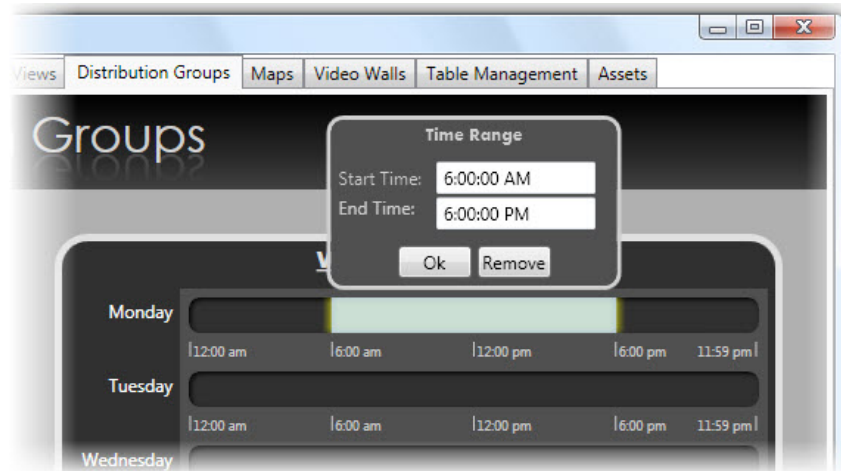 Views Distribution Groups Maps Video Walls Table Management Assets
Groups
Time Range
Start Time: 6:00:00 AM
End Time: 6:00:00 PM
Ok Remove
Monday
12:00 am 6:00 am 12:00 pm 6:00 pm 11:59 pm
Tuesday
12:00 am 6:00 am 12:00 pm 6:00 pm 11:59 pm
Wednesday